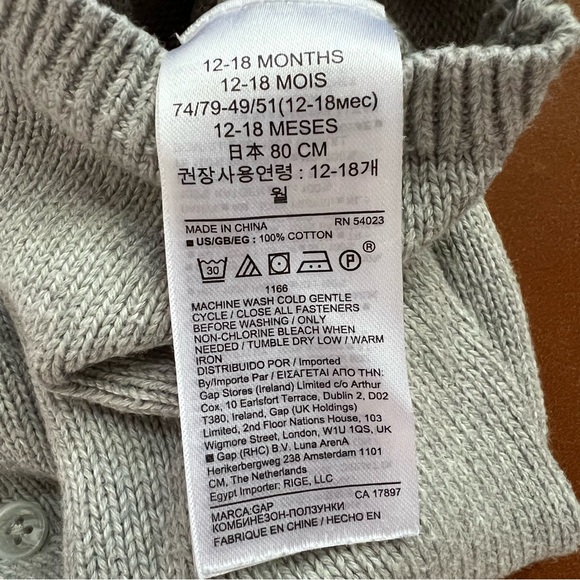 12-18 MONTHS
12-18 MOIS
74/79-49/51(12-18мес)
12-18 MESES
日本 80 CM
권장사용연령 : 12-18개
월
MADE IN CHINA RN 54023
■ US/GB/EG : 100% COTTON
30 P ®
1166
MACHINE WASH COLD GENTLE
CYCLE / CLOSE ALL FASTENERS
BEFORE WASHING / ONLY
NON-CHLORINE BLEACH WHEN
NEEDED / TUMBLE DRY LOW / WARM
IRON
DISTRIBUIDO POR / Imported
By/Importe Par / ΕΙΣΑΓΕΤΑΙ ΑΠΟ ΤΗΝ:
Gap Stores (Ireland) Limited c/o Arthur
Cox, 10 Earlsfort Terrace, Dublin 2, D02
T380, Ireland, Gap (UK Holdings)
Limited, 2nd Floor Notus House, 103
Wigmore Street, London, W1U 1QS, UK
■ Gap (RHC) B.V. Luna ArenA
Herikerbergweg 238 Amsterdam 1101
CM, The Netherlands
Egypt Importer: RIGE, LLC
CA 17897
MARCA:GAP
КОМБИНЕЗОН-ПОЛЗУНКИ
FABRIQUE EN CHINE / HECHO EN